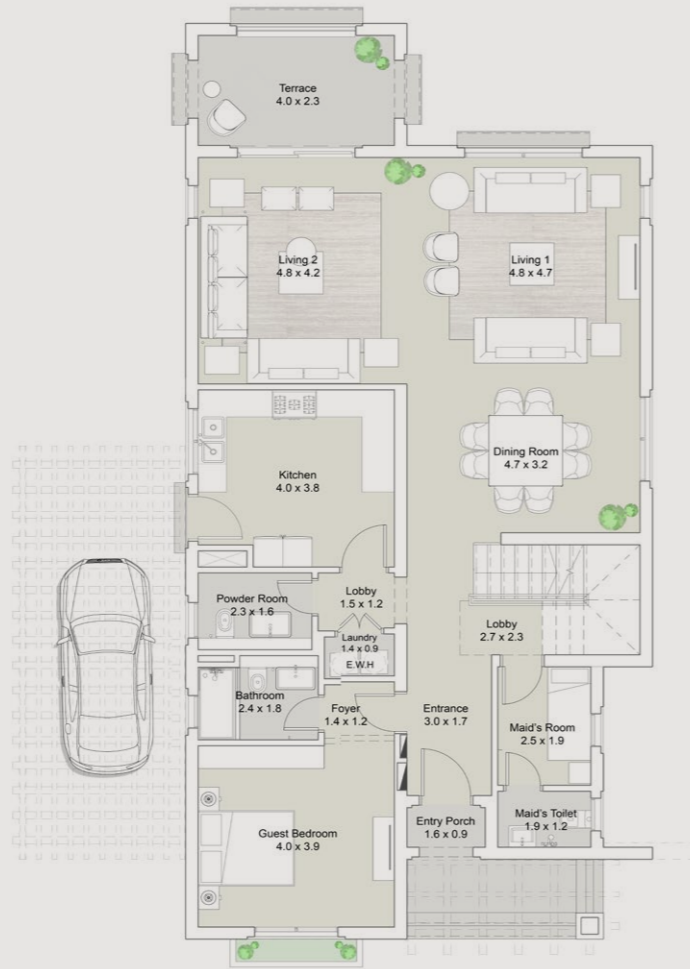 Terrace
4.0 x 2.3
Living 2
4.8 x 4.2
Living 1
4.8 x 4.7
Dining Room
4.7 x 3.2
Kitchen
4.0 x 3.8
Powder Room
2.3 x 1.6
Lobby
1.5 x 1.2
Laundry
1.4 x 0.9
E.W.H
Lobby
2.7 x 2.3
Bathroom
2.4 x 1.8
Foyer
1.4 x 1.2
Entrance
3.0 x 1.7
Maid's Room
2.5 x 1.9
Guest Bedroom
4.0 x 3.9
Entry Porch
1.6 x 0.9
Maid's Toilet
1.9 x 1.2